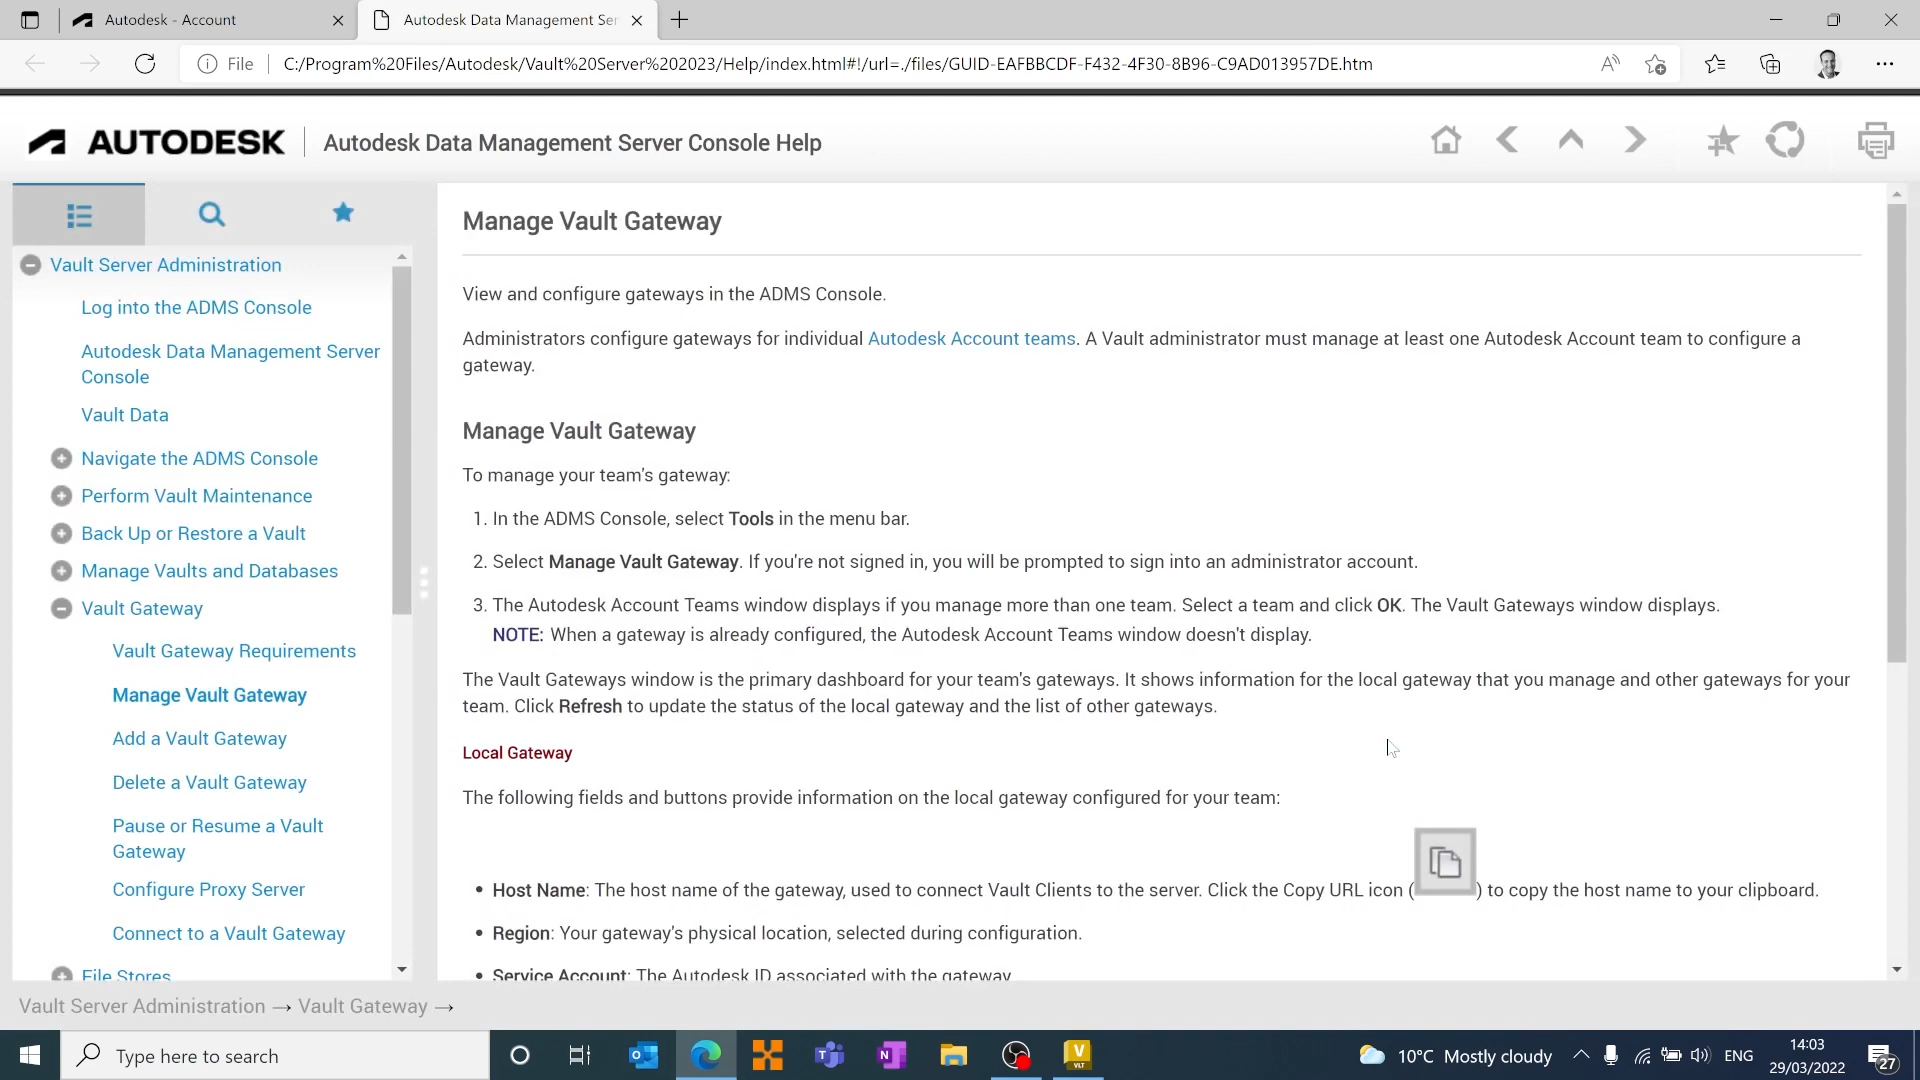 Autodesk - Account
Autodesk Data Management Ser
File
C:/Program%20Files/Autodesk/Vault%20Server%202023/Help/index.html#!/url=./files/GUID-EAFBBCDF-F432-4F30-8B96-C9AD013957DE.htm
AUTODESK
Autodesk Data Management Server Console Help
Vault Server Administration
Log into the ADMS Console
Autodesk Data Management Server
Console
Vault Data
Navigate the ADMS Console
Perform Vault Maintenance
Back Up or Restore a Vault
Manage Vaults and Databases
Vault Gateway
Vault Gateway Requirements
Manage Vault Gateway
Add a Vault Gateway
Delete a Vault Gateway
Pause or Resume a Vault
Gateway
Configure Proxy Server
Connect to a Vault Gateway
File Stores
Manage Vault Gateway
View and configure gateways in the ADMS Console.
Administrators configure gateways for individual Autodesk Account teams. A Vault administrator must manage at least one Autodesk Account team to configure a
gateway.
Manage Vault Gateway
To manage your team's gateway:
1. In the ADMS Console, select Tools in the menu bar.
2. Select Manage Vault Gateway. If you're not signed in, you will be prompted to sign into an administrator account.
3. The Autodesk Account Teams window displays if you manage more than one team. Select a team and click OK. The Vault Gateways window displays.
NOTE: When a gateway is already configured, the Autodesk Account Teams window doesn't display.
The Vault Gateways window is the primary dashboard for your team's gateways. It shows information for the local gateway that you manage and other gateways for your
team. Click Refresh to update the status of the local gateway and the list of other gateways.
Local Gateway
The following fields and buttons provide information on the local gateway configured for your team:
• Host Name: The host name of the gateway, used to connect Vault Clients to the server. Click the Copy URL icon ( ) to copy the host name to your clipboard.
• Region: Your gateway's physical location, selected during configuration.
• Service Account: The Autodesk ID associated with the gateway
Vault Server Administration → Vault Gateway →
Type here to search
10°C Mostly cloudy
ENG
14:03
29/03/2022
27